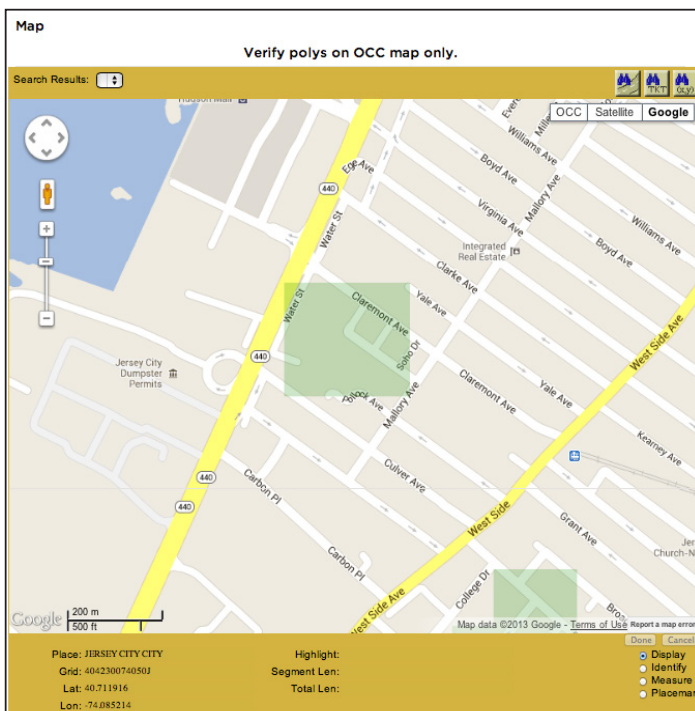 Map
Verify polys on OCC map only.
Search Results:
TKT
(x,y)
Hudson Mall
OCC
Satellite
Google
Williams Ave
Boyd Ave
Mallory Ave
Ege Ave
440
Water St
Virginia Ave
Williams Ave
Integrated
Real Estate
Boyd Ave
Clarke Ave
Water St
Claremont Ave
Yale Ave
West Side Ave
440
Soho Dr
Jersey City
Dumpster
Permits
Mallory Ave
Claremont Ave
Yale Ave
Kearney Ave
Culver Ave
Carbon Pl
440
440
West Side
Grant Ave
Carbon Pl
College Dr
West Side Ave
Google
200 m
500 ft
Map data ©2013 Google - Terms of Use
Report a map error
Done
Cancel
Place: JERSEY CITY CITY
Highlight:
Display
Grid: 404230074050J
Segment Len:
Identify
Lat: 40.711916
Total Len:
Measure
Lon: -74.085214
Placemar